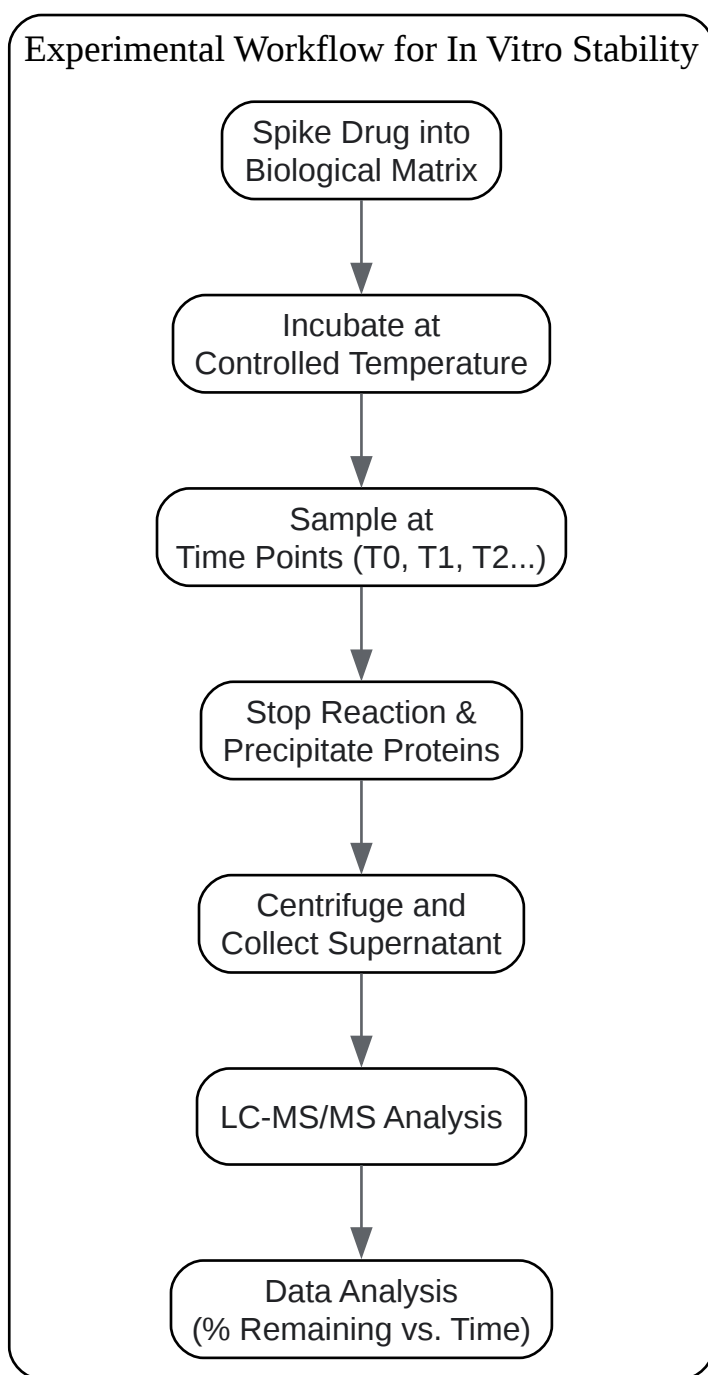 Experimental Workflow for In Vitro Stability
Spike Drug into
Biological Matrix
Incubate at
Controlled Temperature
Sample at
Time Points (T0, T1, T2...)
Stop Reaction &
Precipitate Proteins
Centrifuge and
Collect Supernatant
LC-MS/MS Analysis
Data Analysis
(% Remaining vs. Time)